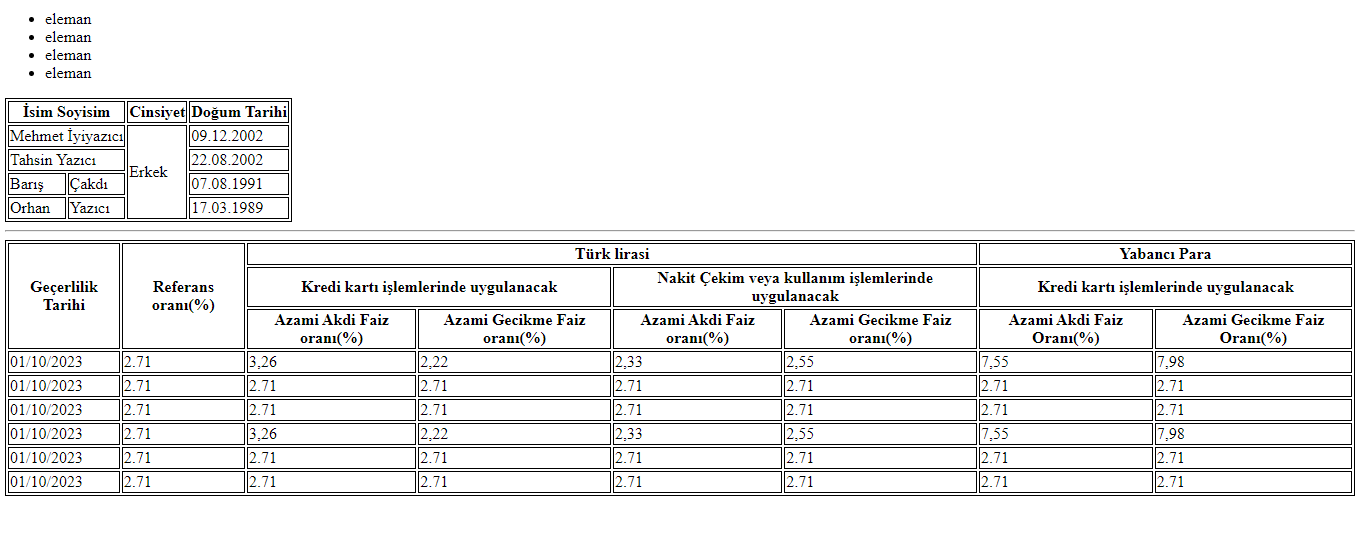 eleman
eleman
eleman
eleman
İsim Soyisim Cinsiyet Doğum Tarihi
Mehmet İyiyazıcı Erkek 09.12.2002
Tahsin Yazıcı 22.08.2002
Barış Çakdı 07.08.1991
Orhan Yazıcı 17.03.1989
Geçerlilik Tarihi Referans oranı(%) Türk lirasi Yabancı Para
Kredi kartı işlemlerinde uygulanacak Nakit Çekim veya kullanım işlemlerinde uygulanacak Kredi kartı işlemlerinde uygulanacak
Azami Akdi Faiz oranı(%) Azami Gecikme Faiz oranı(%) Azami Akdi Faiz oranı(%) Azami Gecikme Faiz oranı(%) Azami Akdi Faiz Oranı(%) Azami Gecikme Faiz Oranı(%)
01/10/2023 2.71 3,26 2,22 2,33 2,55 7,55 7,98
01/10/2023 2.71 2.71 2.71 2.71 2.71 2.71 2.71
01/10/2023 2.71 2.71 2.71 2.71 2.71 2.71 2.71
01/10/2023 2.71 3,26 2,22 2,33 2,55 7,55 7,98
01/10/2023 2.71 2.71 2.71 2.71 2.71 2.71 2.71
01/10/2023 2.71 2.71 2.71 2.71 2.71 2.71 2.71